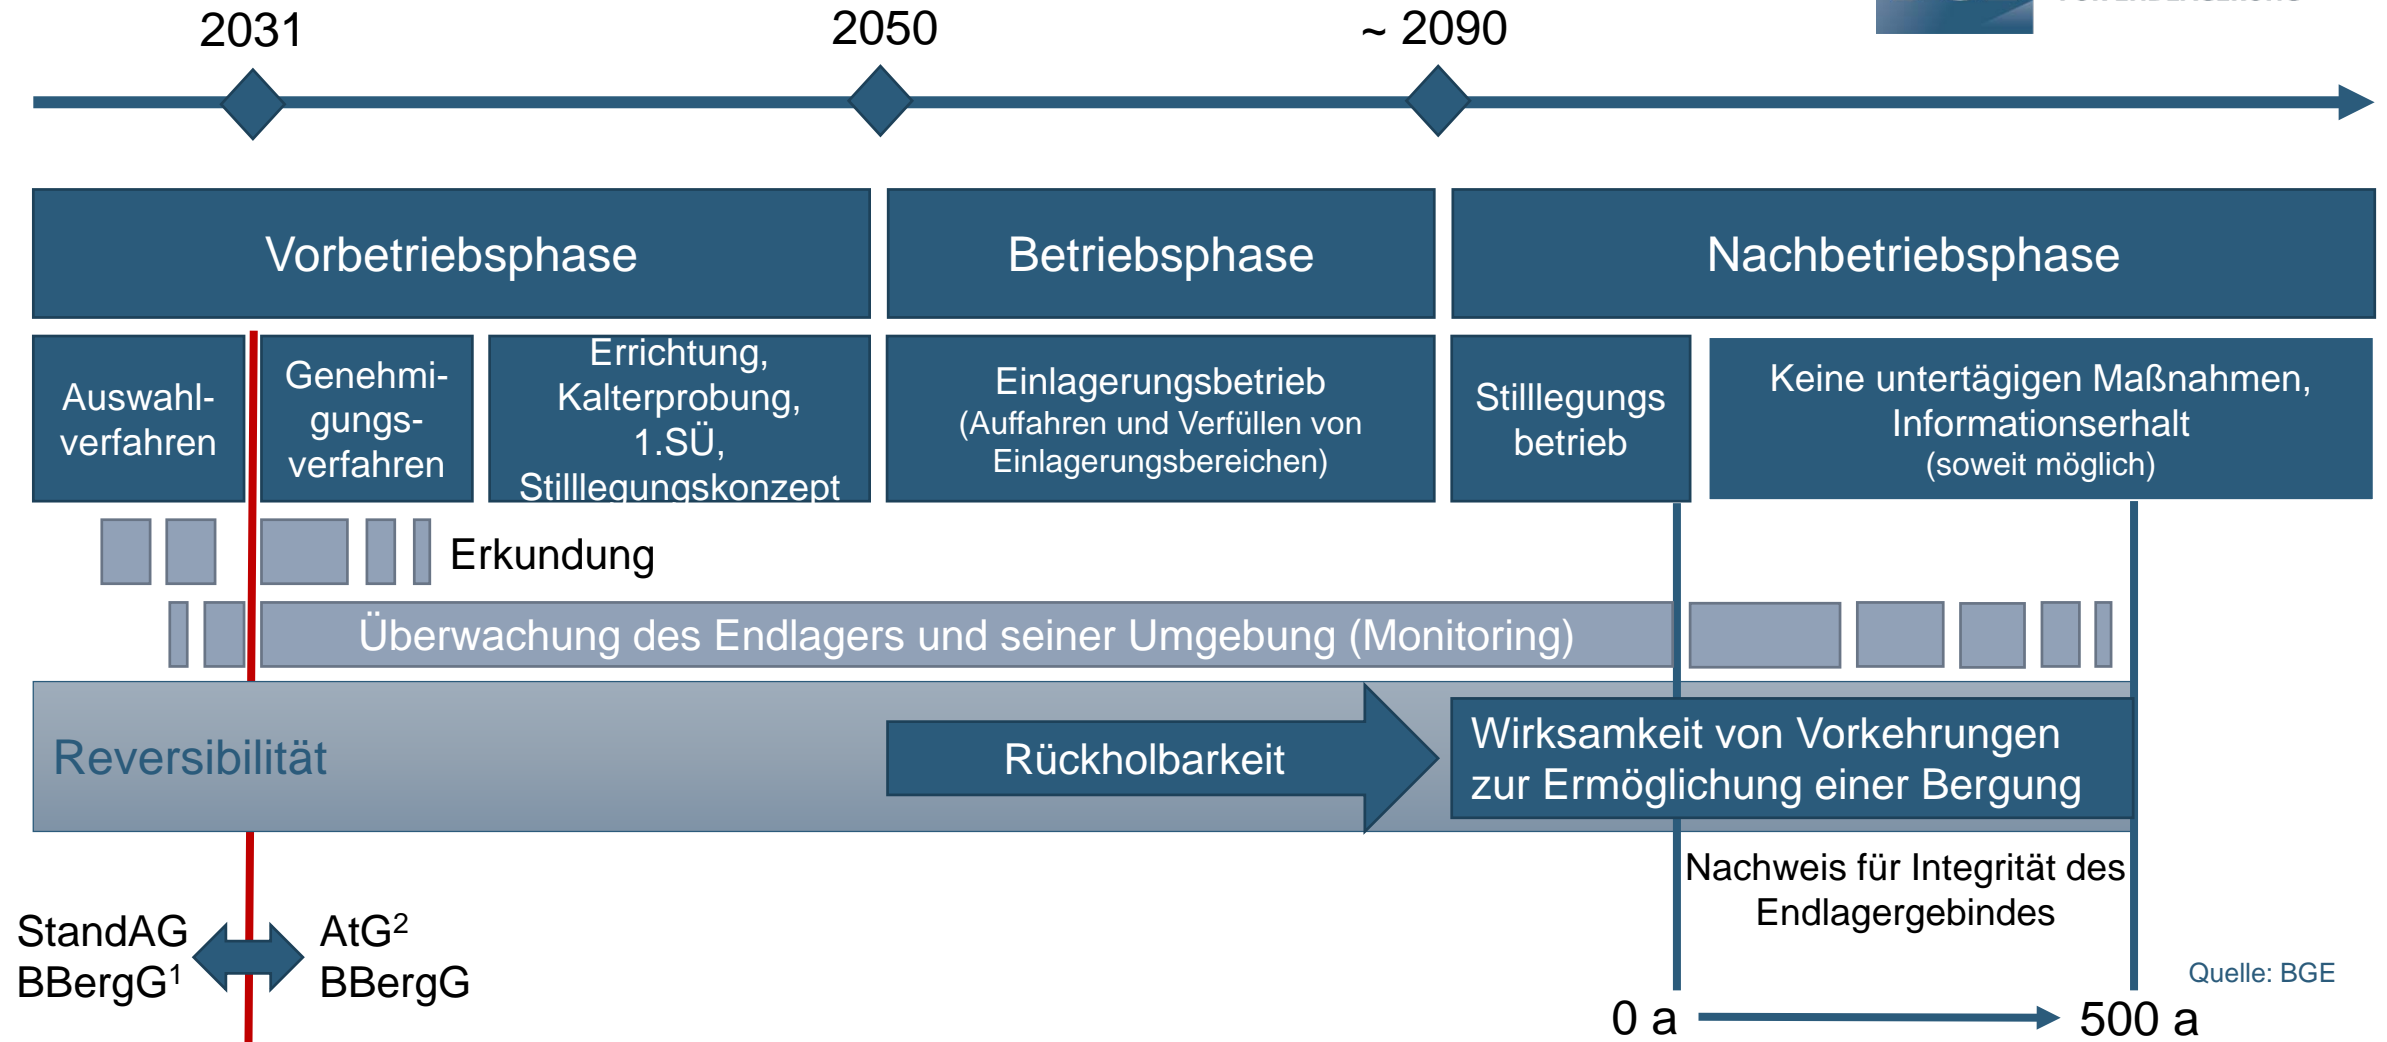 2031
2050
~ 2090
Vorbetriebsphase
Betriebsphase
Nachbetriebsphase
Auswahl-
verfahren
Genehmi-
gungs-
verfahren
Errichtung,
Kalterprobung,
1.SÜ,
Stilllegungskonzept
Einlagerungsbetrieb
(Auffahren und Verfüllen von
Einlagerungsbereichen)
Stilllegungs
betrieb
Keine untertägigen Maßnahmen,
Informationserhalt
(soweit möglich)
Erkundung
Überwachung des Endlagers und seiner Umgebung (Monitoring)
Reversibilität
Rückholbarkeit
Wirksamkeit von Vorkehrungen
zur Ermöglichung einer Bergung
Nachweis für Integrität des
Endlagergebindes
StandAG
BBergG¹
AtG²
BBergG
Quelle: BGE
0 a
500 a